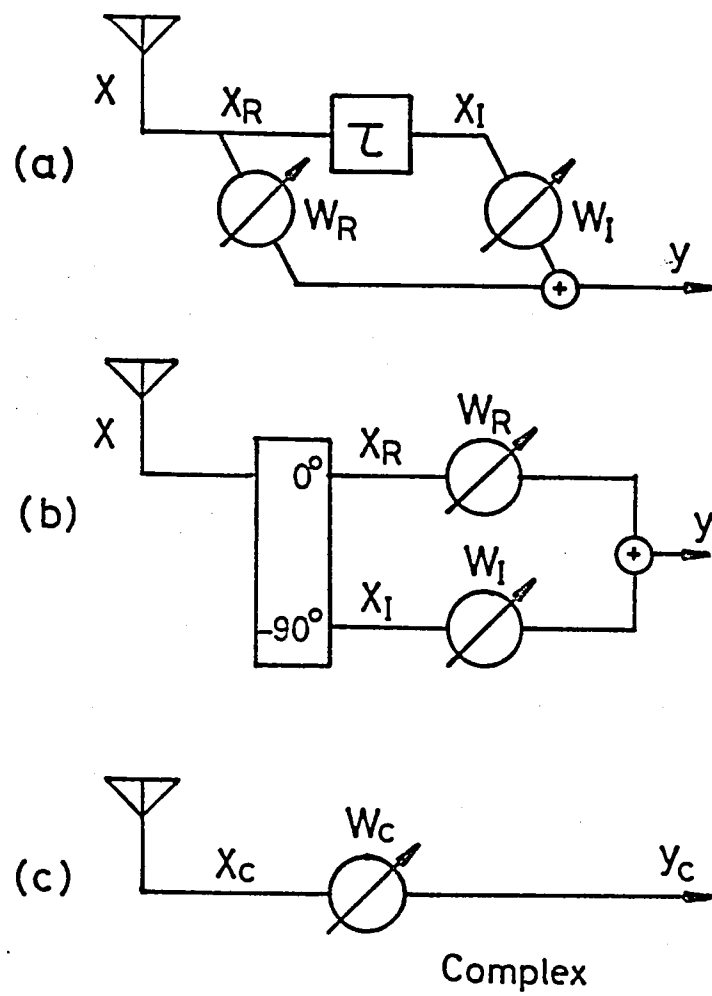 X
X_R
τ
X_I
(a)
W_R
W_I
y
+
X
0°
X_R
W_R
(b)
y
+
W_I
-90°
X_I
(c)
X_C
W_C
y_C
Complex